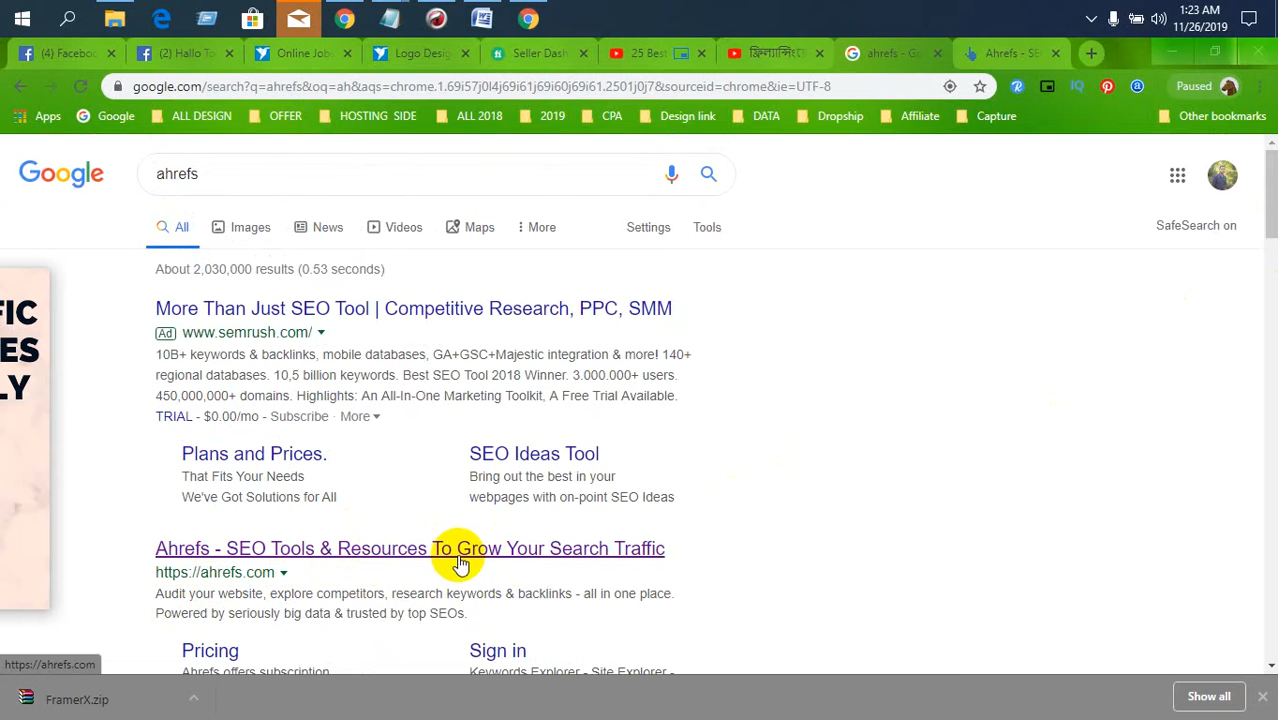 1:23 AM
11/26/2019
(4) Faceboo
(2) Hallo To
Online Job
Logo Desig
Seller Dash
25 Best
ফ্রিল্যান্সিংয়ে
ahrefs - Go
Ahrefs - SEO
google.com/search?q=ahrefs&oq=ah&aqs=chrome.1.69i57j0l4j69i61j69i60j69i61.2501j0j7&sourceid=chrome&ie=UTF-8
Paused
Apps
Google
ALL DESIGN
OFFER
HOSTING SIDE
ALL 2018
2019
CPA
Design link
DATA
Dropship
Affiliate
Capture
Other bookmarks
Google
ahrefs
All
Images
News
Videos
Maps
More
Settings
Tools
SafeSearch on
About 2,030,000 results (0.53 seconds)
More Than Just SEO Tool | Competitive Research, PPC, SMM
Ad www.semrush.com/
10B+ keywords & backlinks, mobile databases, GA+GSC+Majestic integration & more! 140+
regional databases. 10,5 billion keywords. Best SEO Tool 2018 Winner. 3.000.000+ users.
450,000,000+ domains. Highlights: An All-In-One Marketing Toolkit, A Free Trial Available.
TRIAL - $0.00/mo - Subscribe · More
Plans and Prices.
That Fits Your Needs
We've Got Solutions for All
SEO Ideas Tool
Bring out the best in your
webpages with on-point SEO Ideas
Ahrefs - SEO Tools & Resources To Grow Your Search Traffic
https://ahrefs.com
Audit your website, explore competitors, research keywords & backlinks - all in one place.
Powered by seriously big data & trusted by top SEOs.
Pricing
Ahrefs offers subscription
Sign in
Keywords Explorer - Site Explorer -
https://ahrefs.com
FramerX.zip
Show all